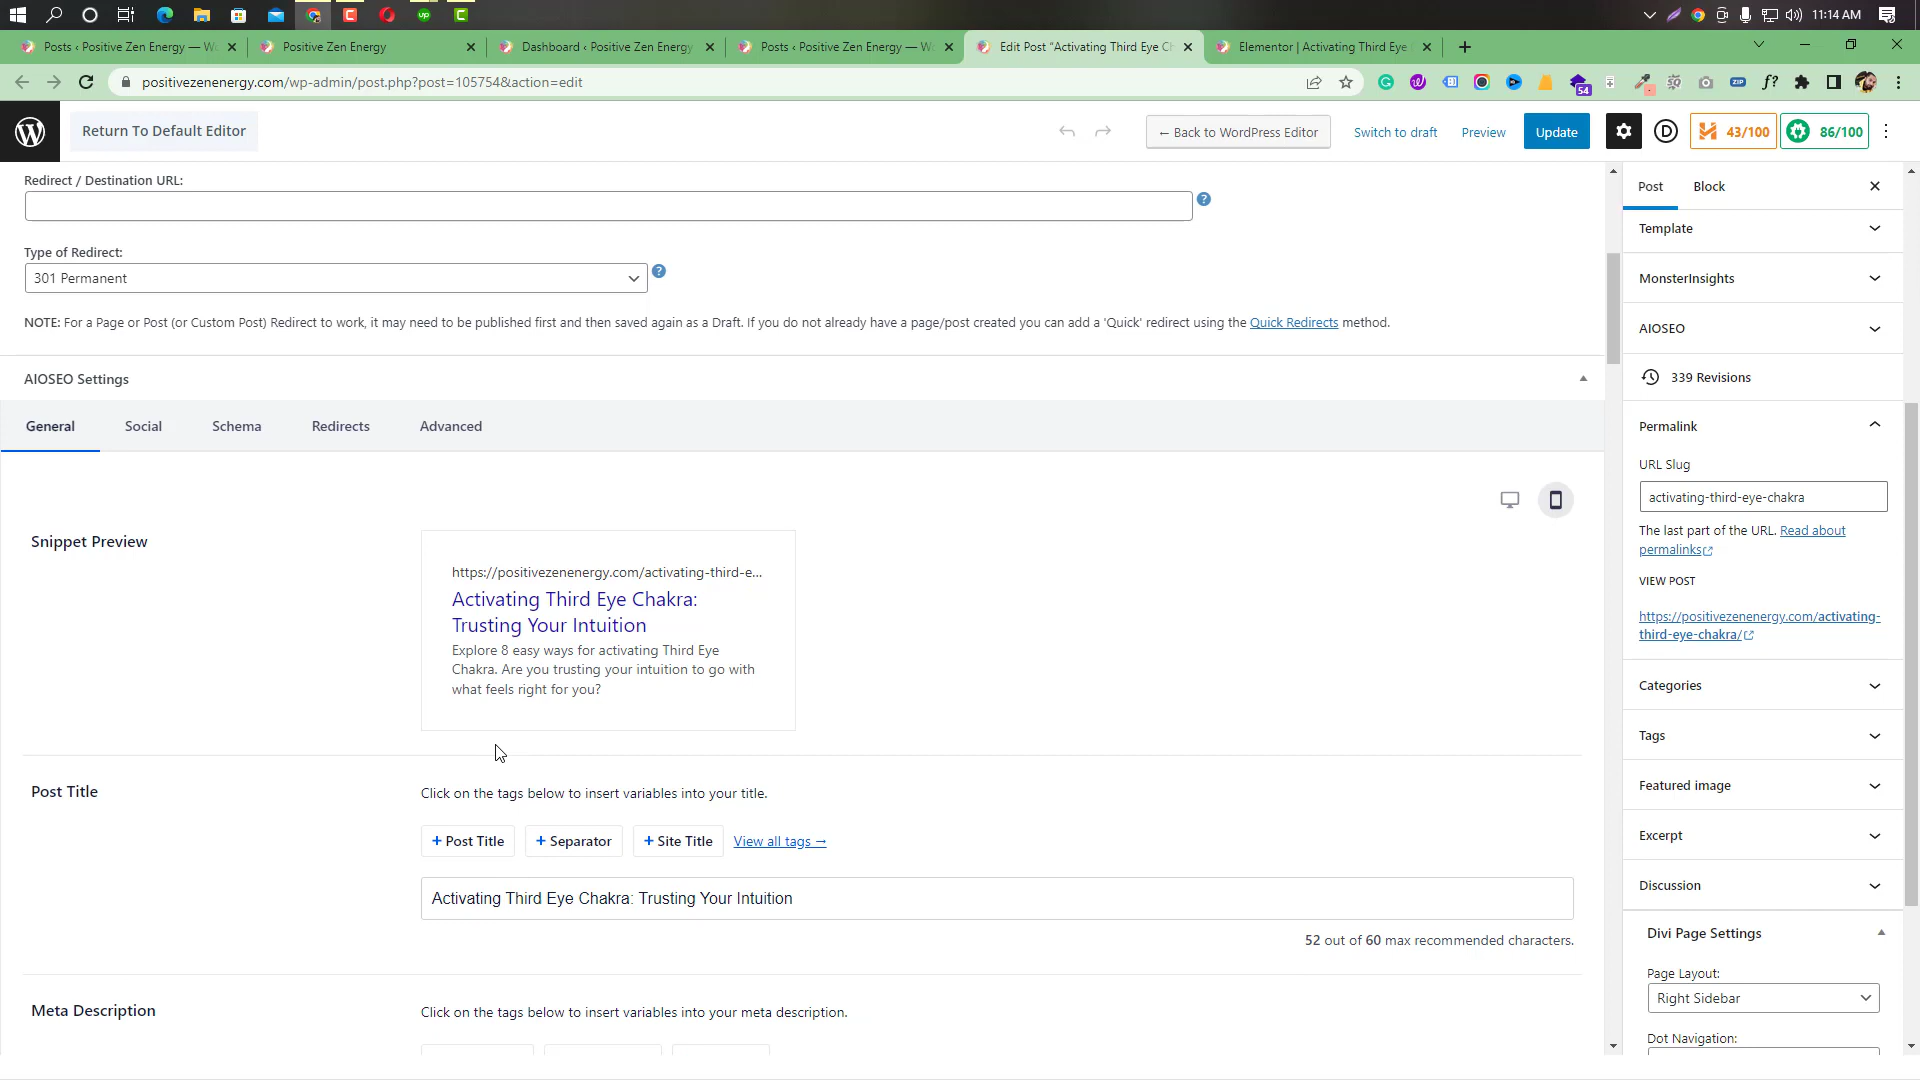 11:14 AM
Posts ‹ Positive Zen Energy — W
Positive Zen Energy
Dashboard ‹ Positive Zen Energy
Posts ‹ Positive Zen Energy — W
Edit Post “Activating Third Eye C
Elementor | Activating Third Eye
positivezenenergy.com/wp-admin/post.php?post=105754&action=edit
54
ZIP
f?
Return To Default Editor
← Back to WordPress Editor
Switch to draft
Preview
Update
43/100
86/100
Redirect / Destination URL:
Type of Redirect:
301 Permanent
NOTE: For a Page or Post (or Custom Post) Redirect to work, it may need to be published first and then saved again as a Draft. If you do not already have a page/post created you can add a 'Quick' redirect using the Quick Redirects method.
AIOSEO Settings
General
Social
Schema
Redirects
Advanced
Snippet Preview
https://positivezenenergy.com/activating-third-e...
Activating Third Eye Chakra:
Trusting Your Intuition
Explore 8 easy ways for activating Third Eye
Chakra. Are you trusting your intuition to go with
what feels right for you?
Post Title
Click on the tags below to insert variables into your title.
+ Post Title
+ Separator
+ Site Title
View all tags →
Activating Third Eye Chakra: Trusting Your Intuition
52 out of 60 max recommended characters.
Meta Description
Click on the tags below to insert variables into your meta description.
Post
Block
Template
MonsterInsights
AIOSEO
339 Revisions
Permalink
URL Slug
activating-third-eye-chakra
The last part of the URL. Read about
permalinks
VIEW POST
https://positivezenenergy.com/activating-
third-eye-chakra/
Categories
Tags
Featured image
Excerpt
Discussion
Divi Page Settings
Page Layout:
Right Sidebar
Dot Navigation: